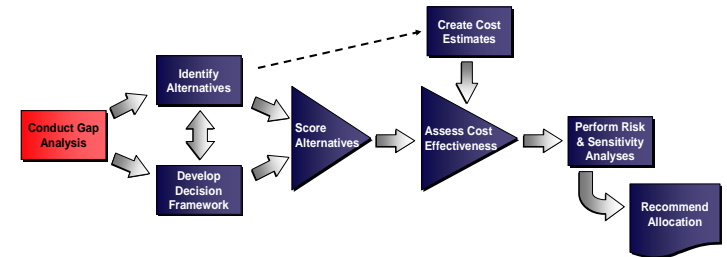 Conduct Gap
Analysis
Identify
Alternatives
Develop
Decision
Framework
Score
Alternatives
Create Cost
Estimates
Assess Cost
Effectiveness
Perform Risk
& Sensitivity
Analyses
Recommend
Allocation